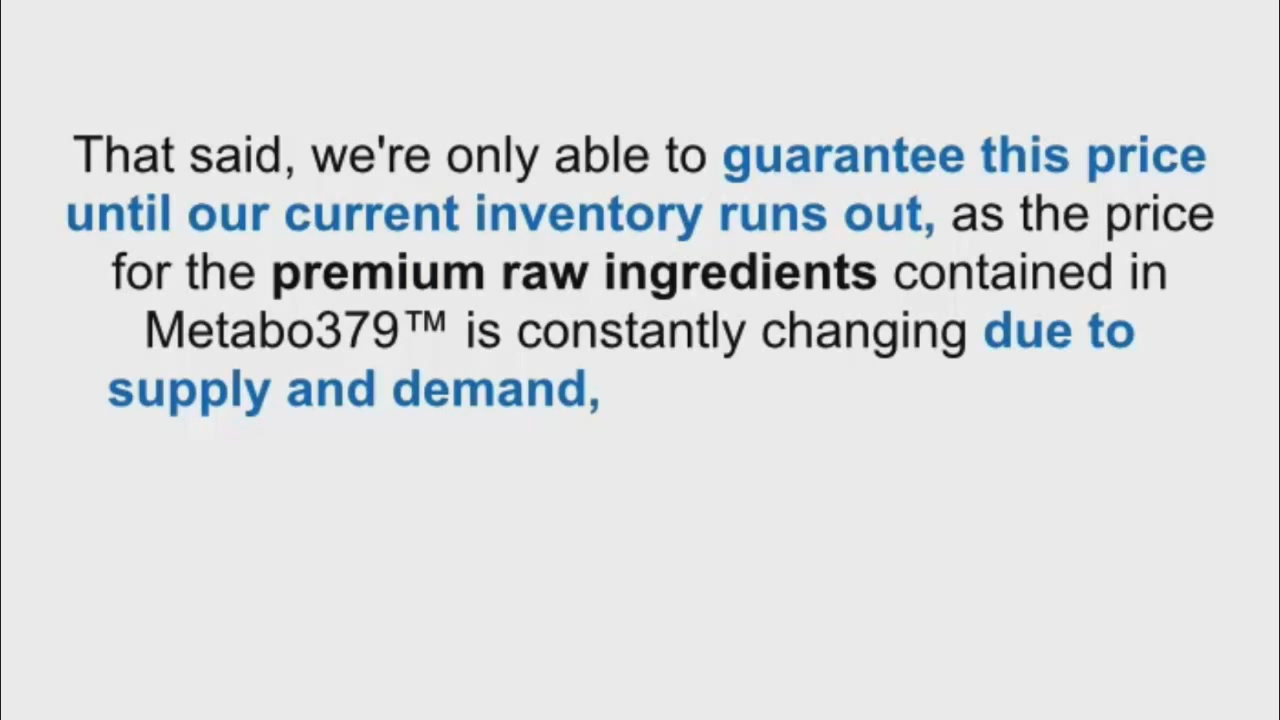 That said, we're only able to guarantee this price
until our current inventory runs out, as the price
for the premium raw ingredients contained in
Metabo379™ is constantly changing due to
supply and demand,